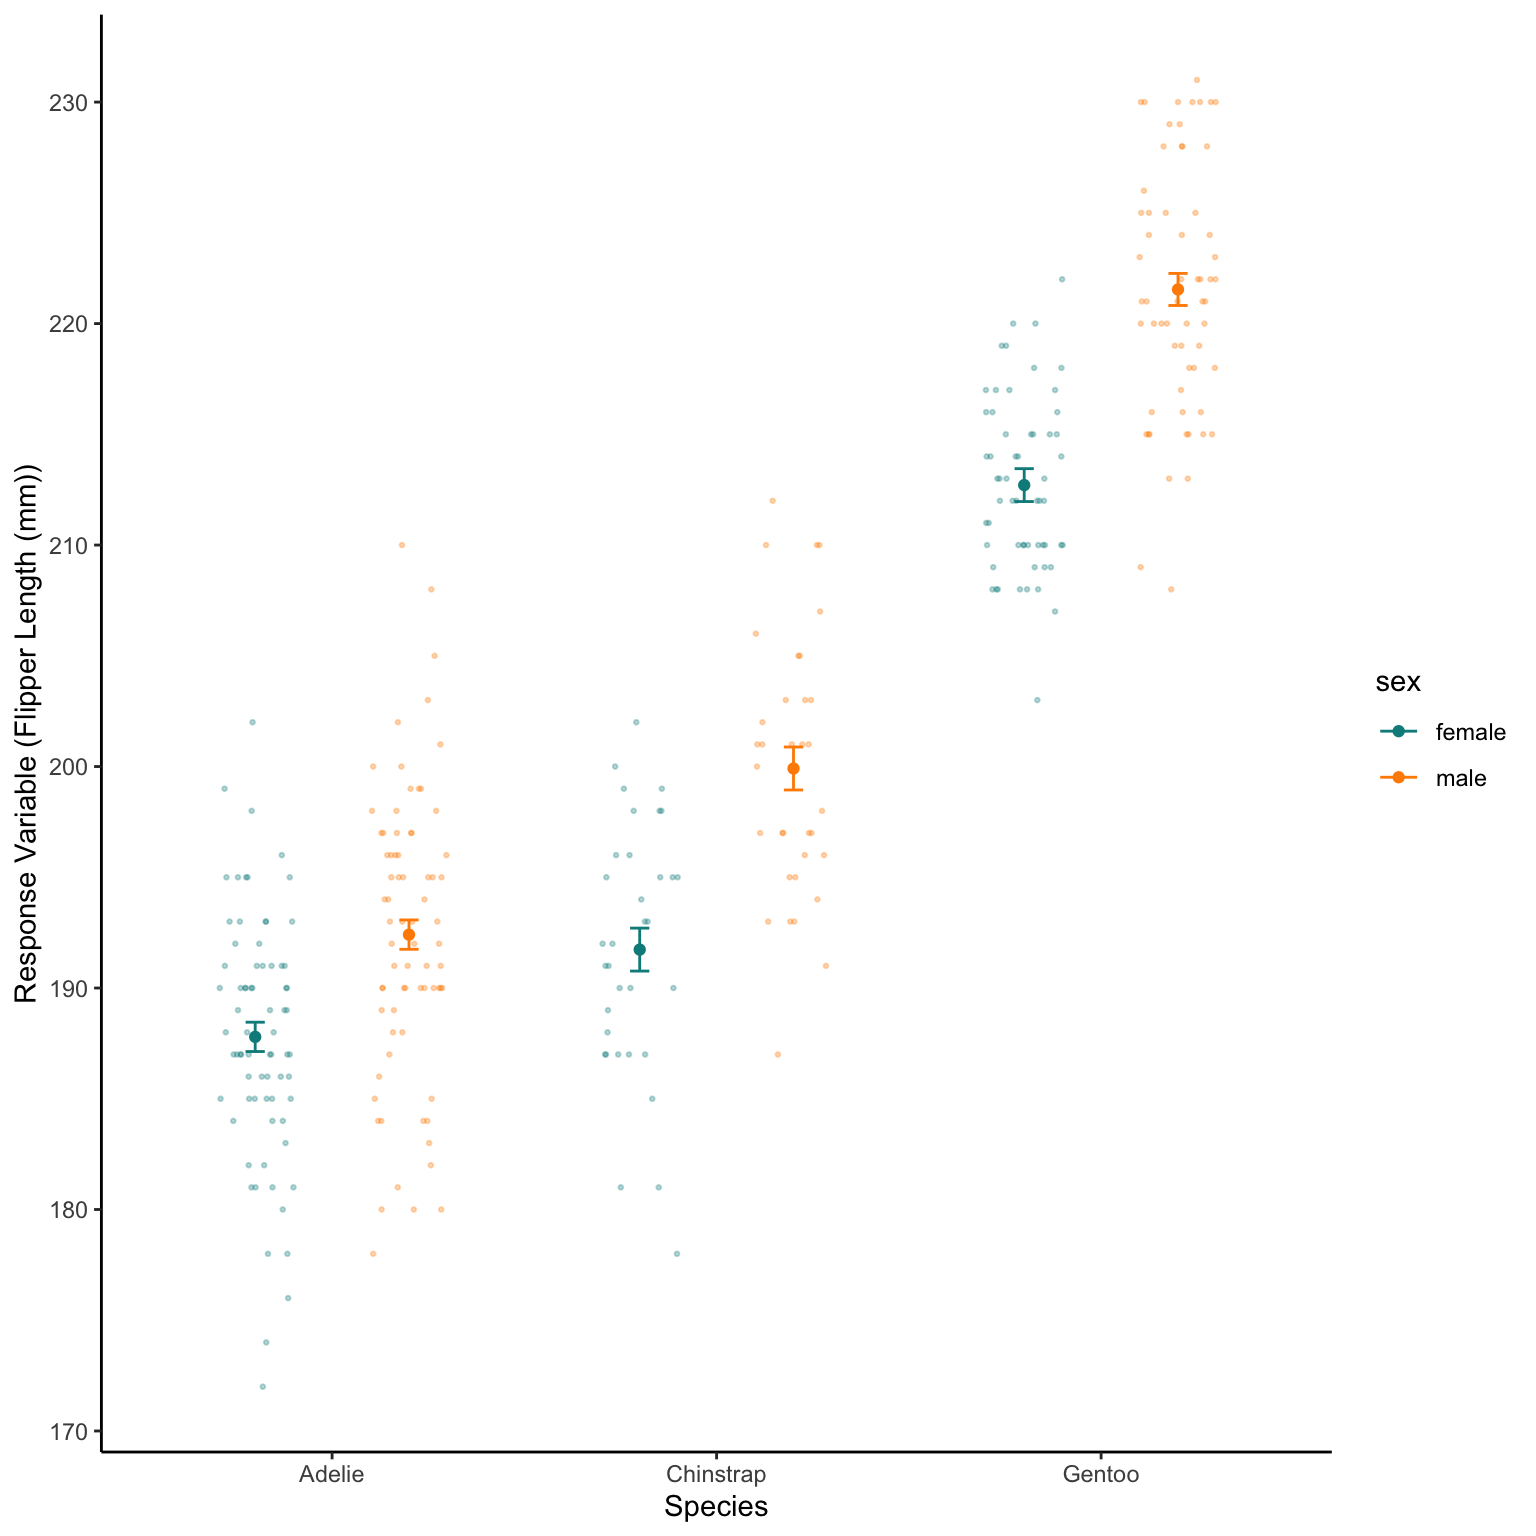 Response Variable (Flipper Length (mm))
230
220
210
200
190
180
170
Adelie
Chinstrap
Gentoo
Species
sex
female
male